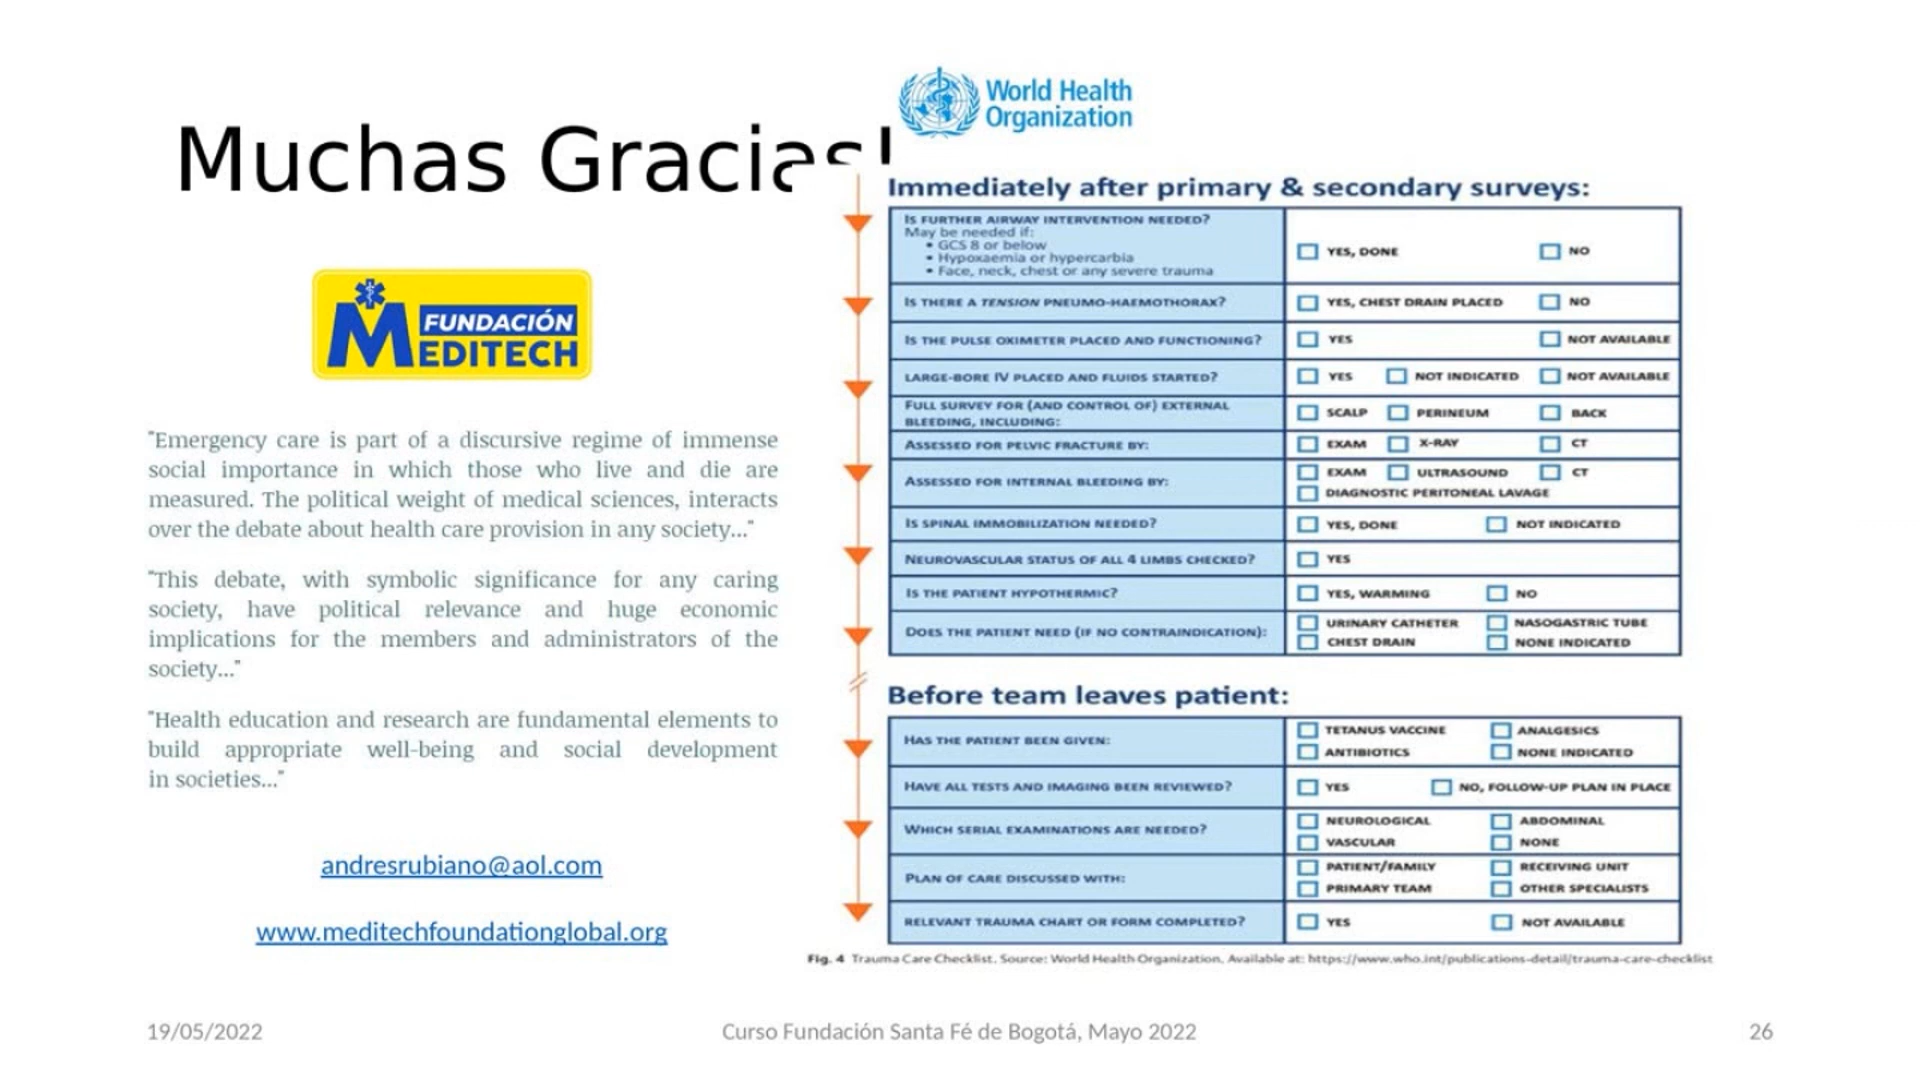 Muchas Gracias!
FUNDACIÓN
MEDITECH
"Emergency care is part of a discursive regime of immense
social importance in which those who live and die are
measured. The political weight of medical sciences, interacts
over the debate about health care provision in any society..."
"This debate, with symbolic significance for any caring
society, have political relevance and huge economic
implications for the members and administrators of the
society..."
"Health education and research are fundamental elements to
build appropriate well-being and social development
in societies..."
andresrubiano@aol.com
www.meditechfoundationglobal.org
World Health
Organization
Immediately after primary & secondary surveys:
IS FURTHER AIRWAY INTERVENTION NEEDED?
May be needed if:
• GCS 8 or below
• Hypoxaemia or hypercarbia
• Face, neck, chest or any severe trauma
YES, DONE NO
IS THERE A TENSION PNEUMO-HAEMOTHORAX? YES, CHEST DRAIN PLACED NO
IS THE PULSE OXIMETER PLACED AND FUNCTIONING? YES NOT AVAILABLE
LARGE-BORE IV PLACED AND FLUIDS STARTED? YES NOT INDICATED NOT AVAILABLE
FULL SURVEY FOR (AND CONTROL OF) EXTERNAL
BLEEDING, INCLUDING: SCALP PERINEUM BACK
ASSESSED FOR PELVIC FRACTURE BY: EXAM X-RAY CT
ASSESSED FOR INTERNAL BLEEDING BY: EXAM ULTRASOUND CT
DIAGNOSTIC PERITONEAL LAVAGE
IS SPINAL IMMOBILIZATION NEEDED? YES, DONE NOT INDICATED
NEUROVASCULAR STATUS OF ALL 4 LIMBS CHECKED? YES
IS THE PATIENT HYPOTHERMIC? YES, WARMING NO
DOES THE PATIENT NEED (IF NO CONTRAINDICATION): URINARY CATHETER NASOGASTRIC TUBE
CHEST DRAIN NONE INDICATED
Before team leaves patient:
HAS THE PATIENT BEEN GIVEN: TETANUS VACCINE ANALGESICS
ANTIBIOTICS NONE INDICATED
HAVE ALL TESTS AND IMAGING BEEN REVIEWED? YES NO, FOLLOW-UP PLAN IN PLACE
WHICH SERIAL EXAMINATIONS ARE NEEDED? NEUROLOGICAL ABDOMINAL
VASCULAR NONE
PLAN OF CARE DISCUSSED WITH: PATIENT/FAMILY RECEIVING UNIT
PRIMARY TEAM OTHER SPECIALISTS
RELEVANT TRAUMA CHART OR FORM COMPLETED? YES NOT AVAILABLE
Fig. 4 Trauma Care Checklist. Source: World Health Organization. Available at: https://www.who.int/publications-detail/trauma-care-checklist
19/05/2022
Curso Fundación Santa Fé de Bogotá, Mayo 2022
26